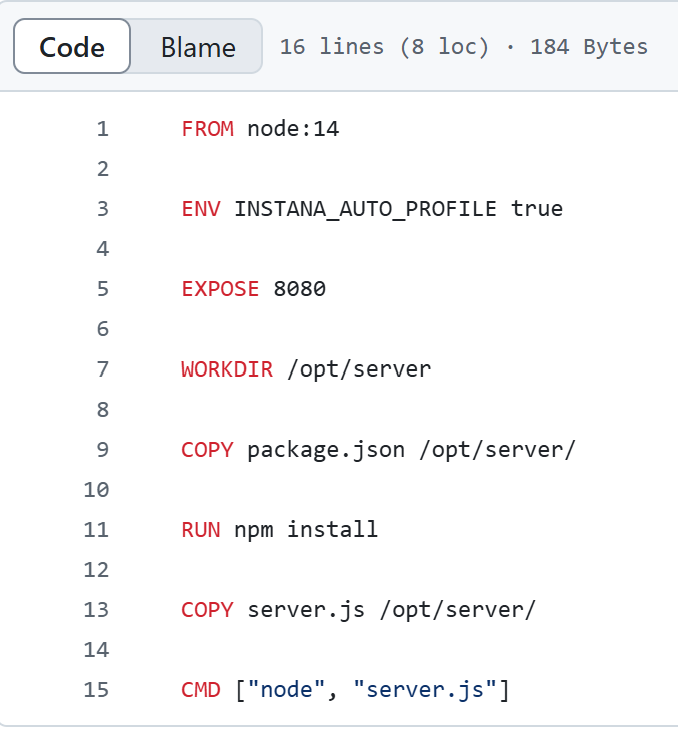 Code Blame 16 lines (8 loc) · 184 Bytes
1 FROM node:14
2
3 ENV INSTANA_AUTO_PROFILE true
4
5 EXPOSE 8080
6
7 WORKDIR /opt/server
8
9 COPY package.json /opt/server/
10
11 RUN npm install
12
13 COPY server.js /opt/server/
14
15 CMD ["node", "server.js"]